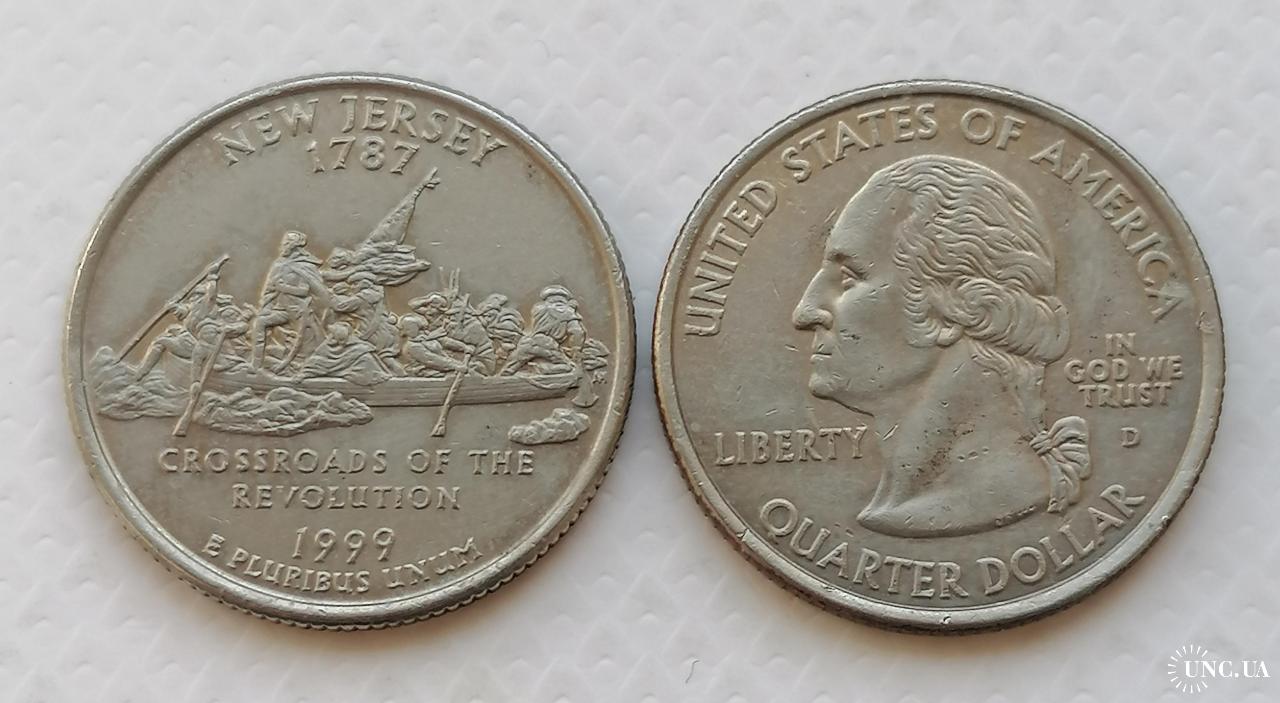 NEW JERSEY
1787
CROSSROADS OF THE
REVOLUTION
1999
E PLURIBUS UNUM
UNITED STATES OF AMERICA
IN
GOD WE
TRUST
LIBERTY
D
QUARTER DOLLAR
UNC.UA